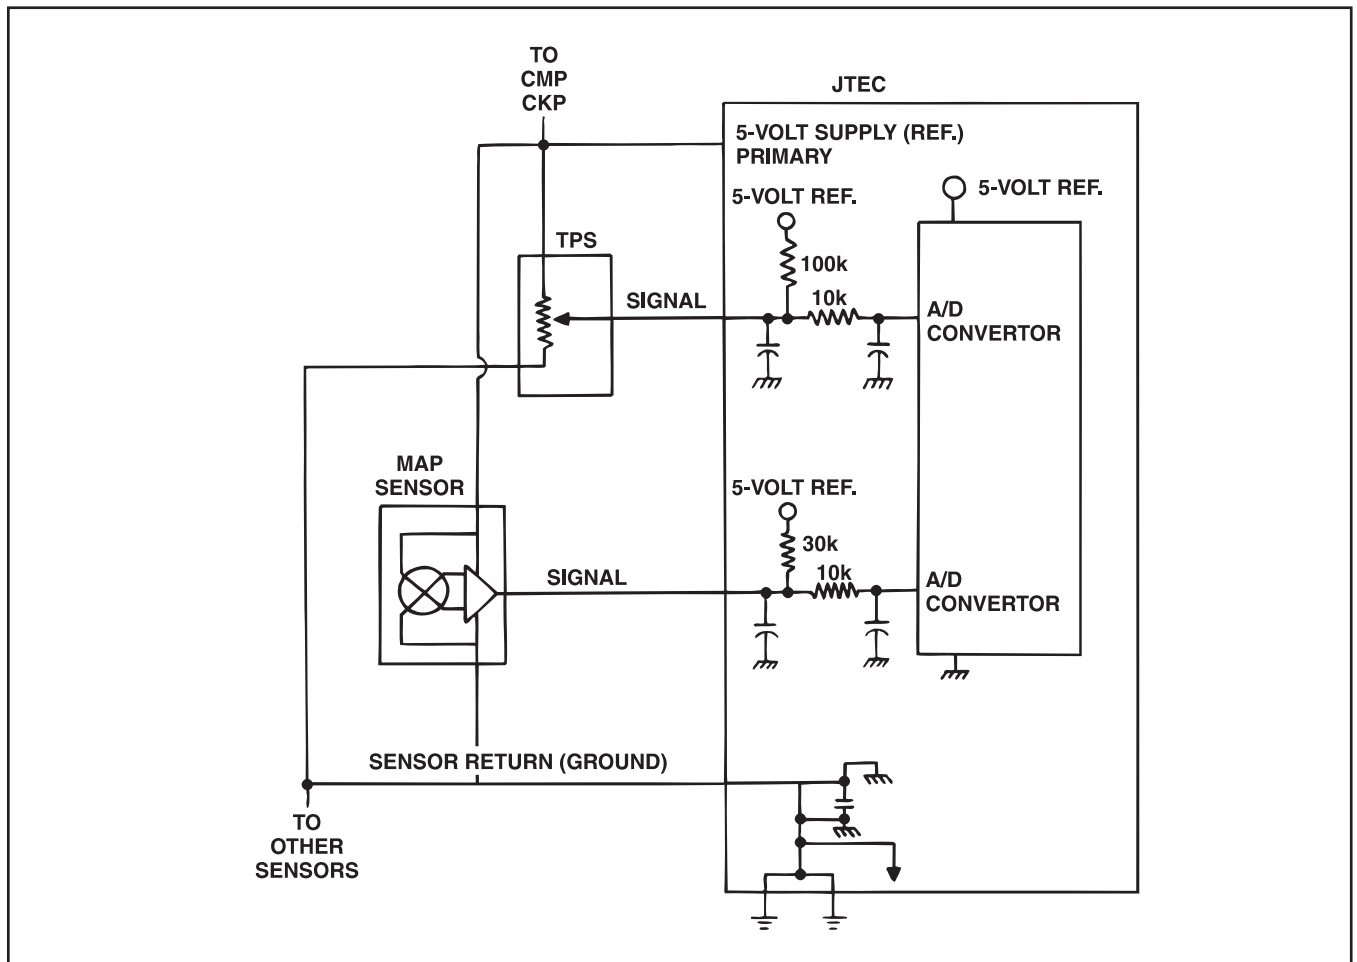 TO
CMP
CKP
JTEC
5-VOLT SUPPLY (REF.)
PRIMARY
5-VOLT REF.
5-VOLT REF.
TPS
100k
SIGNAL
10k
A/D
CONVERTOR
MAP
SENSOR
5-VOLT REF.
30k
SIGNAL
10k
A/D
CONVERTOR
SENSOR RETURN (GROUND)
TO
OTHER
SENSORS